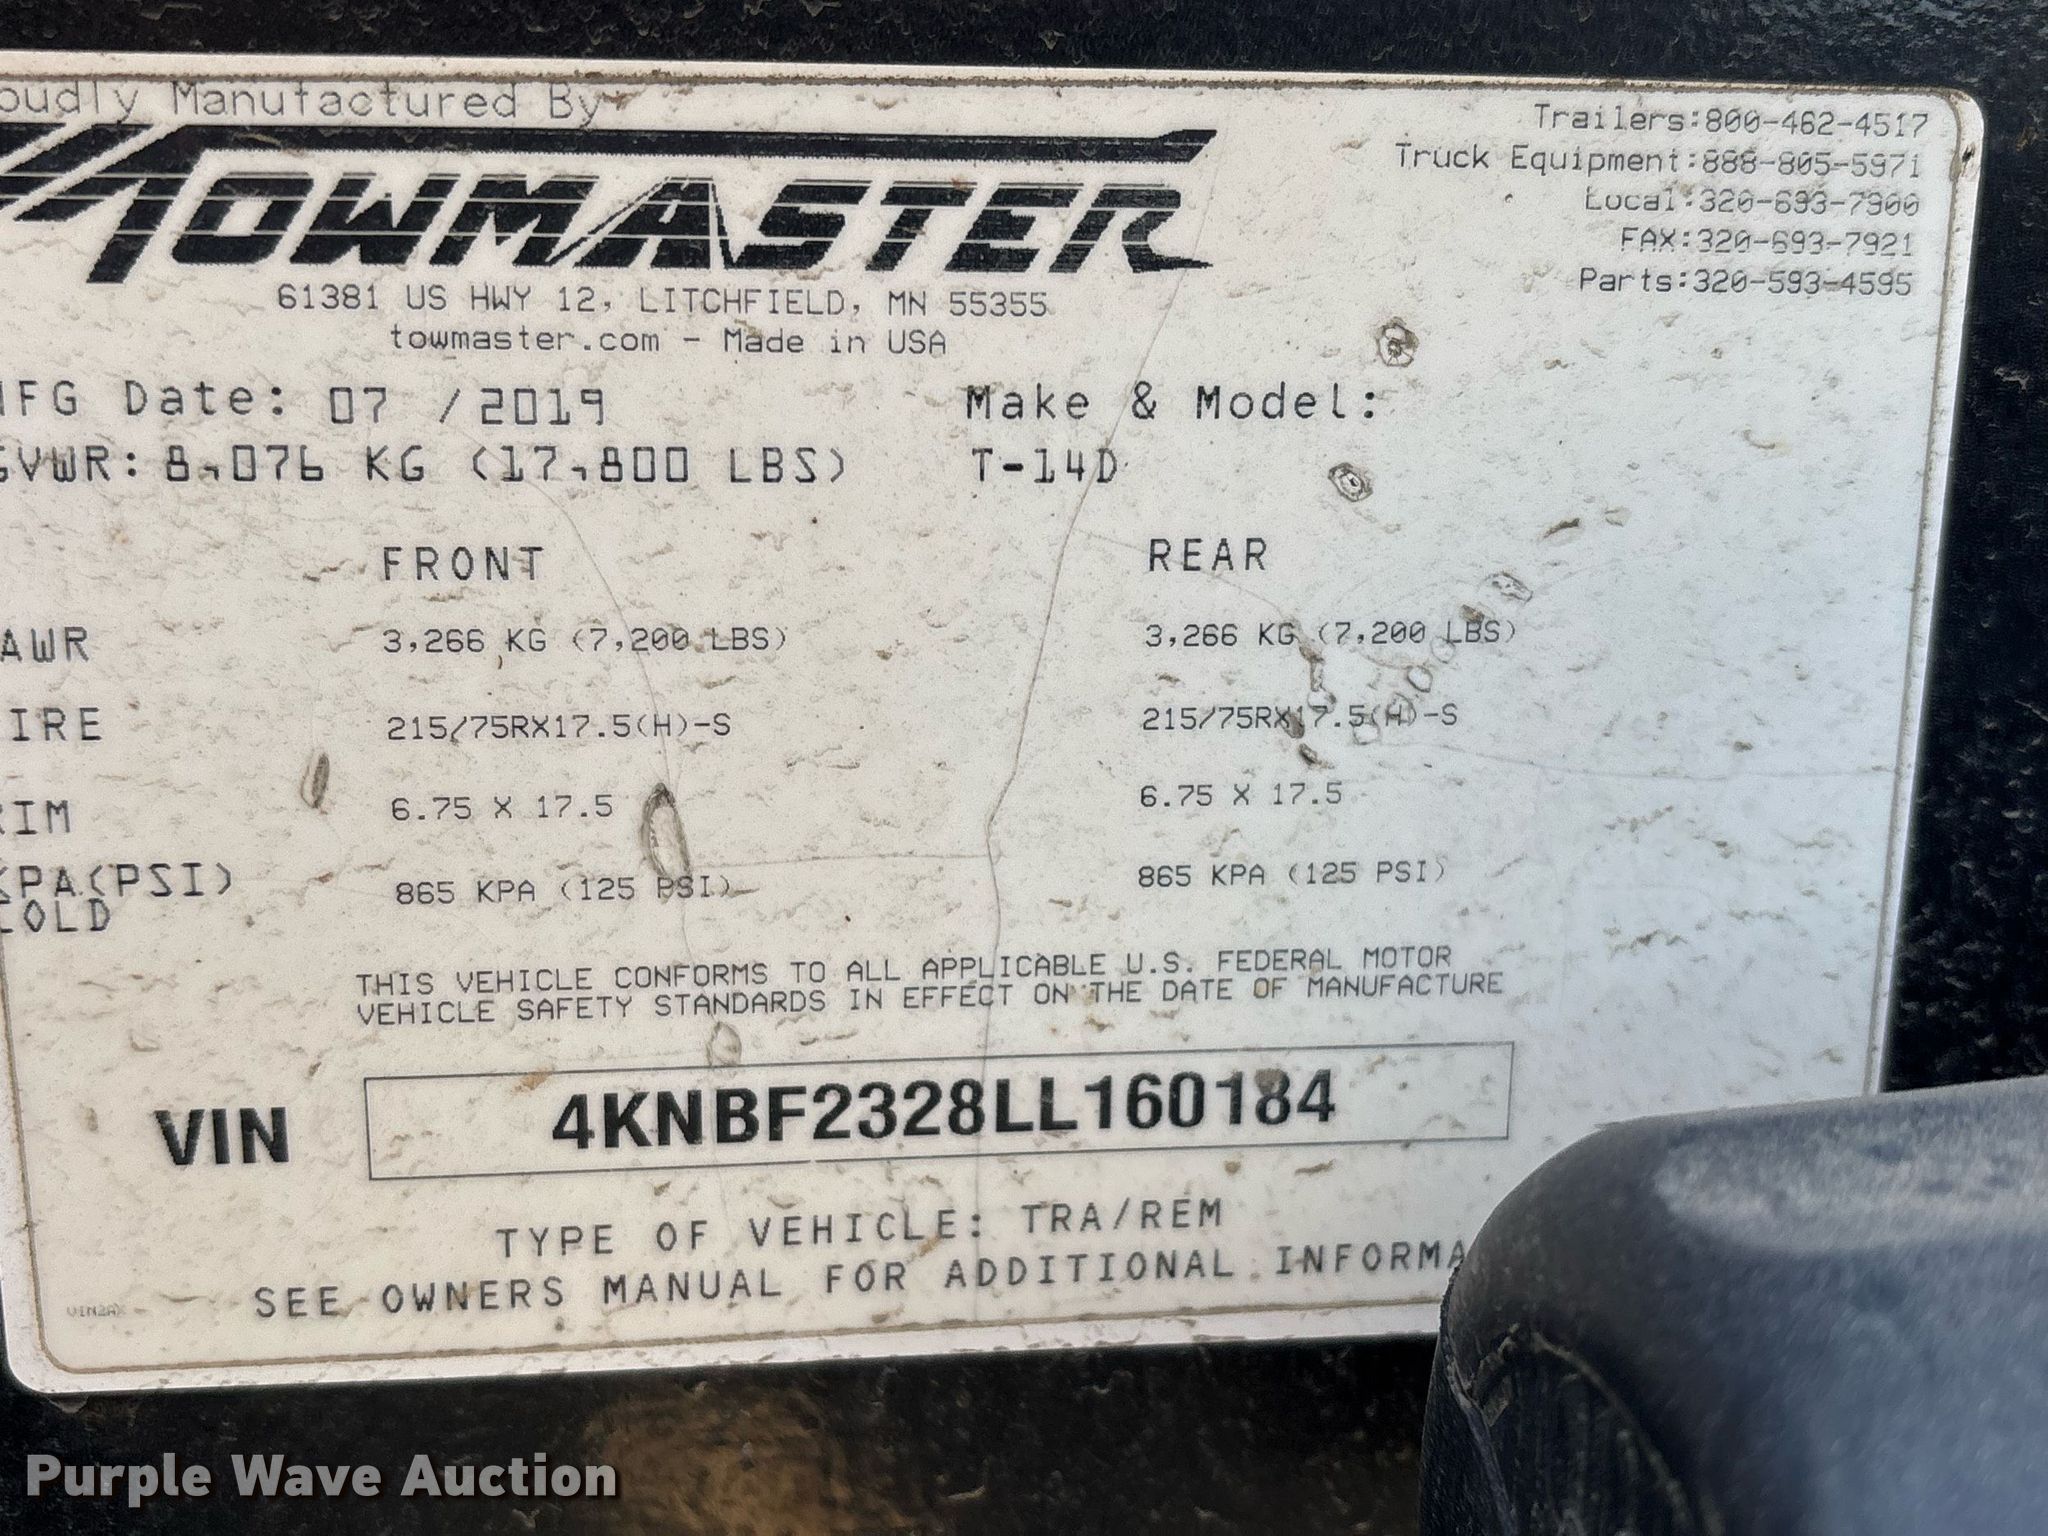 oudly Manufactured By
TOWMASTER
61381 US HWY 12, LITCHFIELD, MN 55355
towmaster.com - Made in USA
Trailers:800-462-4517
Truck Equipment:888-805-5971
Local:320-693-7900
FAX:320-693-7921
Parts:320-593-4595
MFG Date: 07 /2019
Make & Model:
GVWR: 8,076 KG (17,800 LBS)
T-14D
FRONT REAR
AWR 3,266 KG (7,200 LBS) 3,266 KG (7,200 LBS)
IRE 215/75RX17.5(H)-S 215/75RX17.5(H)-S
RIM 6.75 X 17.5 6.75 X 17.5
KPA(PSI) 865 KPA (125 PSI) 865 KPA (125 PSI)
COLD
THIS VEHICLE CONFORMS TO ALL APPLICABLE U.S. FEDERAL MOTOR
VEHICLE SAFETY STANDARDS IN EFFECT ON THE DATE OF MANUFACTURE
VIN 4KNBF2328LL160184
TYPE OF VEHICLE: TRA/REM
SEE OWNERS MANUAL FOR ADDITIONAL INFORMA
VIN2AX
Purple Wave Auction